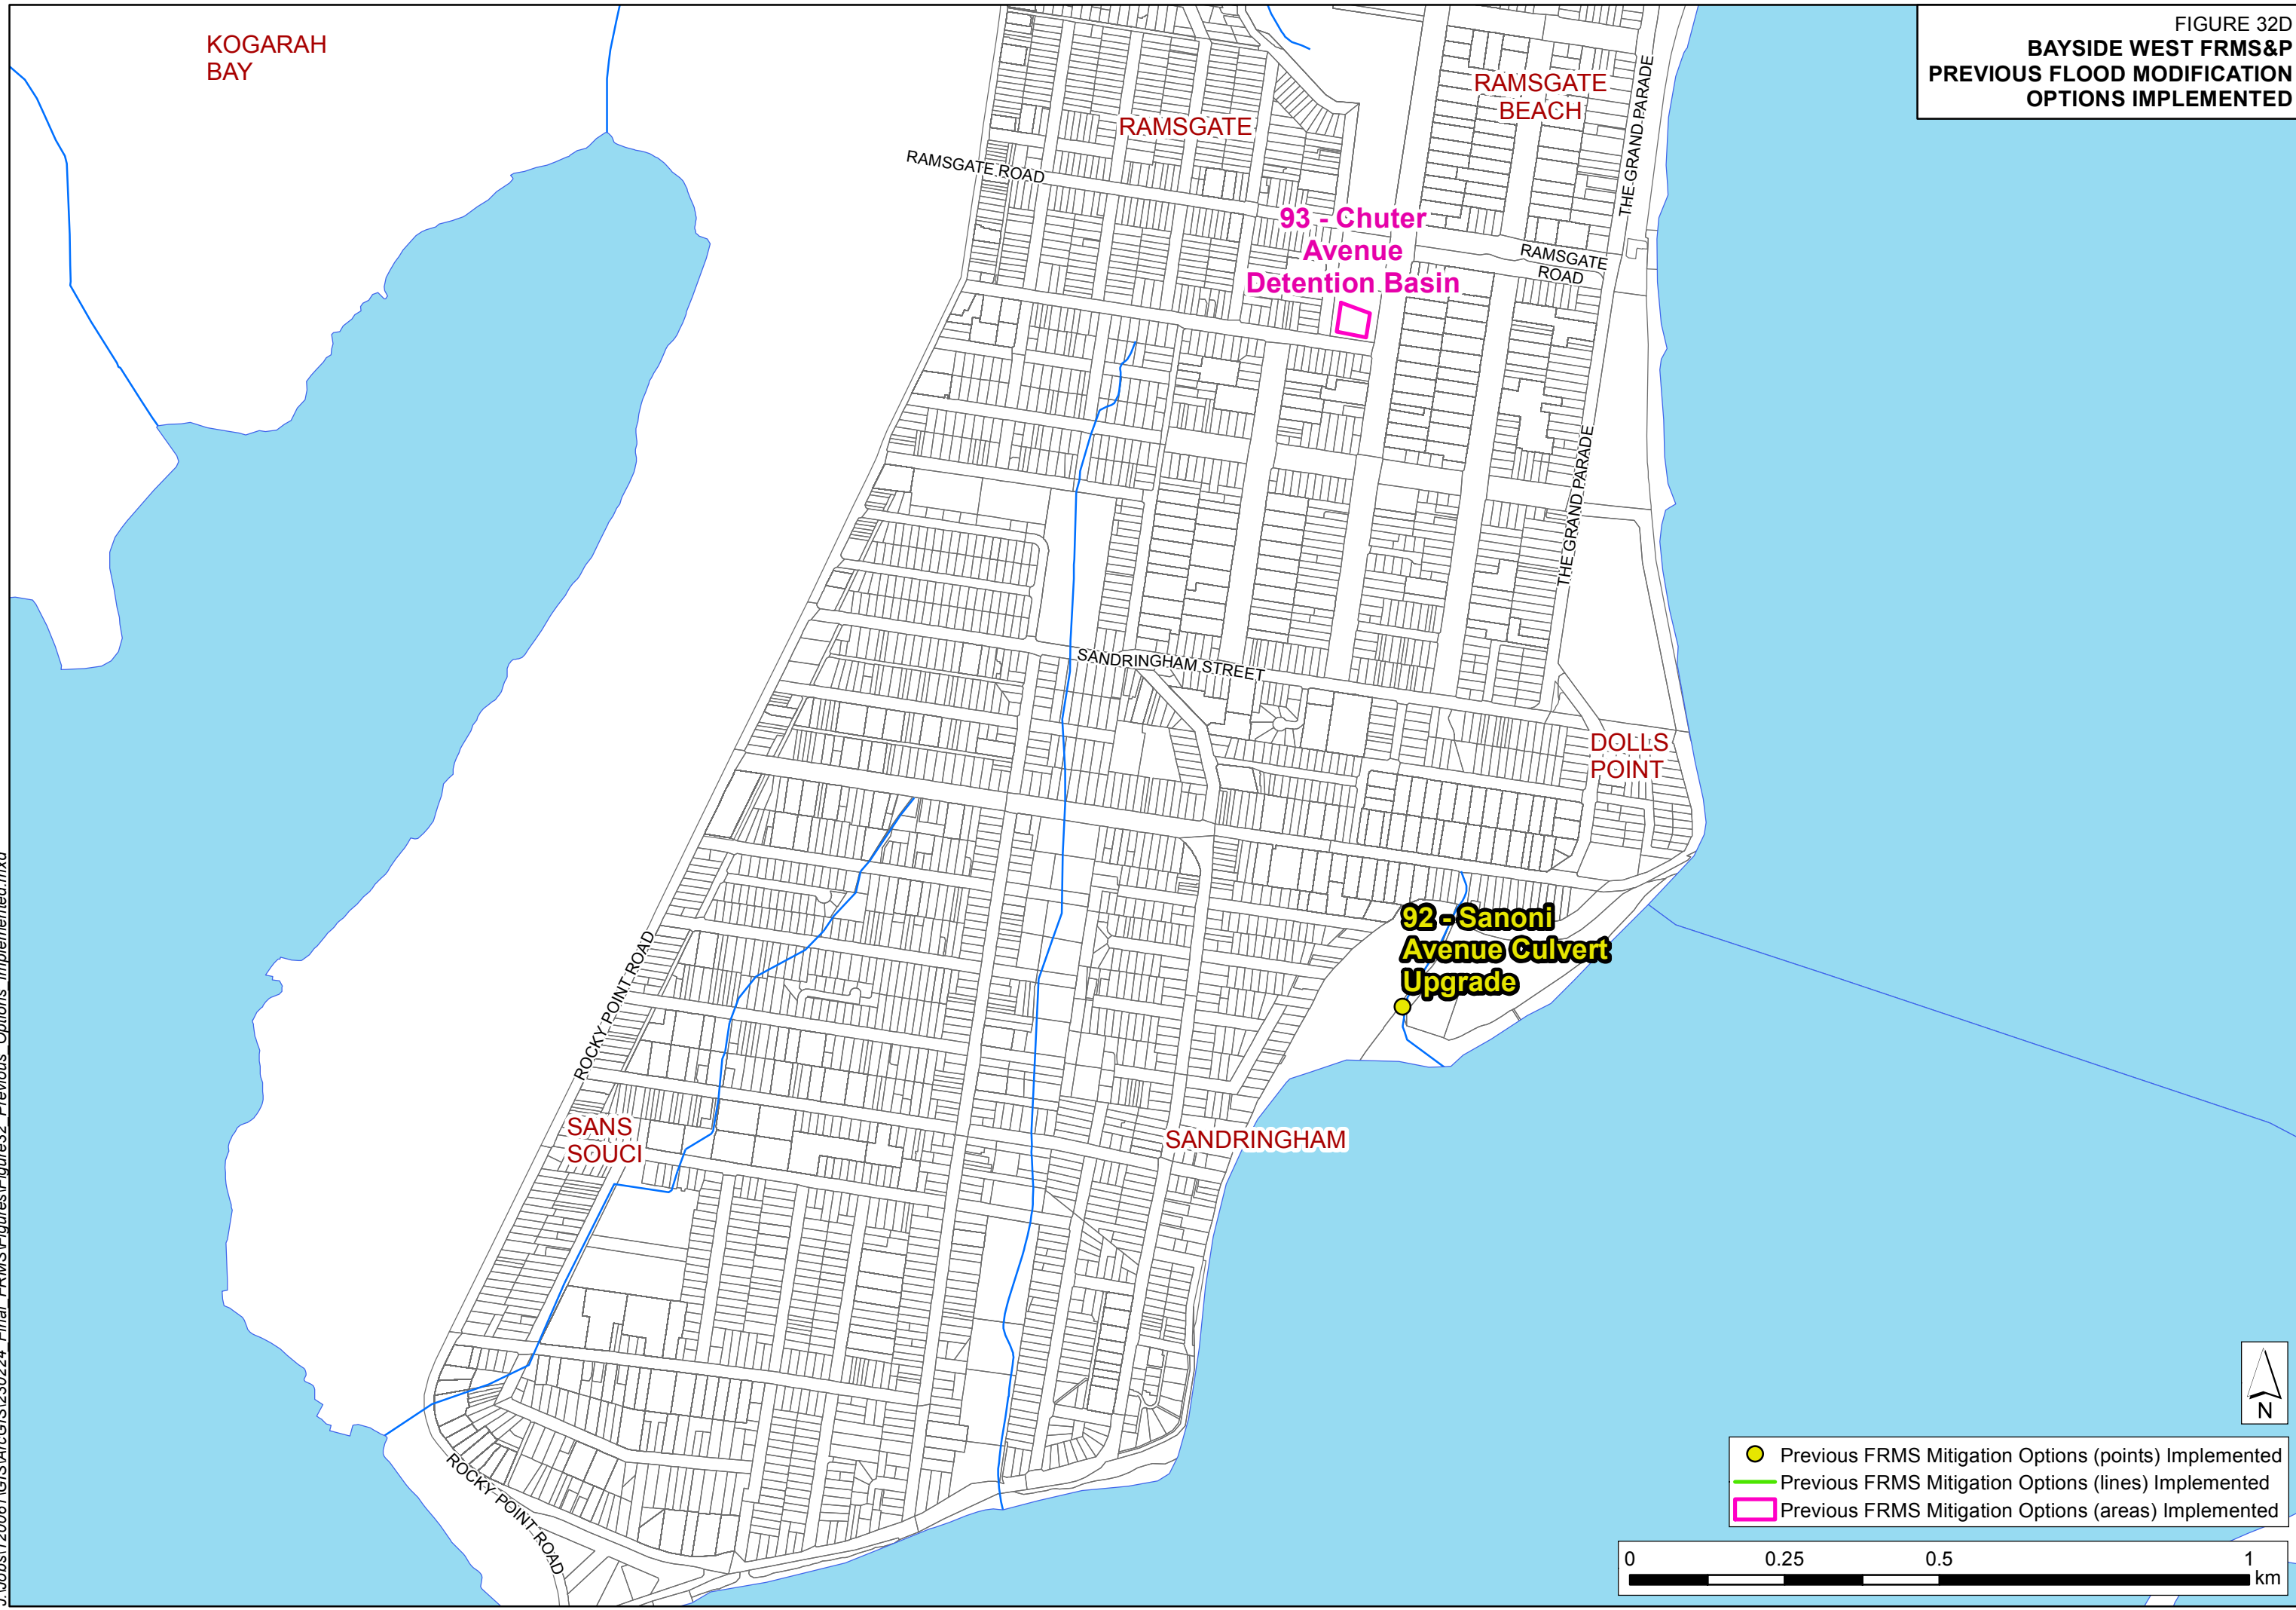 FIGURE 32D
BAYSIDE WEST FRMS&P
PREVIOUS FLOOD MODIFICATION
OPTIONS IMPLEMENTED
KOGARAH
BAY
RAMSGATE
BEACH
THE GRAND PARADE
RAMSGATE
RAMSGATE ROAD
93 - Chuter
Avenue
Detention Basin
RAMSGATE
ROAD
THE GRAND PARADE
SANDRINGHAM STREET
DOLLS
POINT
92 - Sanoni
Avenue Culvert
Upgrade
ROCKY POINT ROAD
SANS
SOUCI
SANDRINGHAM
ROCKY POINT ROAD
N
Previous FRMS Mitigation Options (points) Implemented
Previous FRMS Mitigation Options (lines) Implemented
Previous FRMS Mitigation Options (areas) Implemented
0 0.25 0.5 1
km